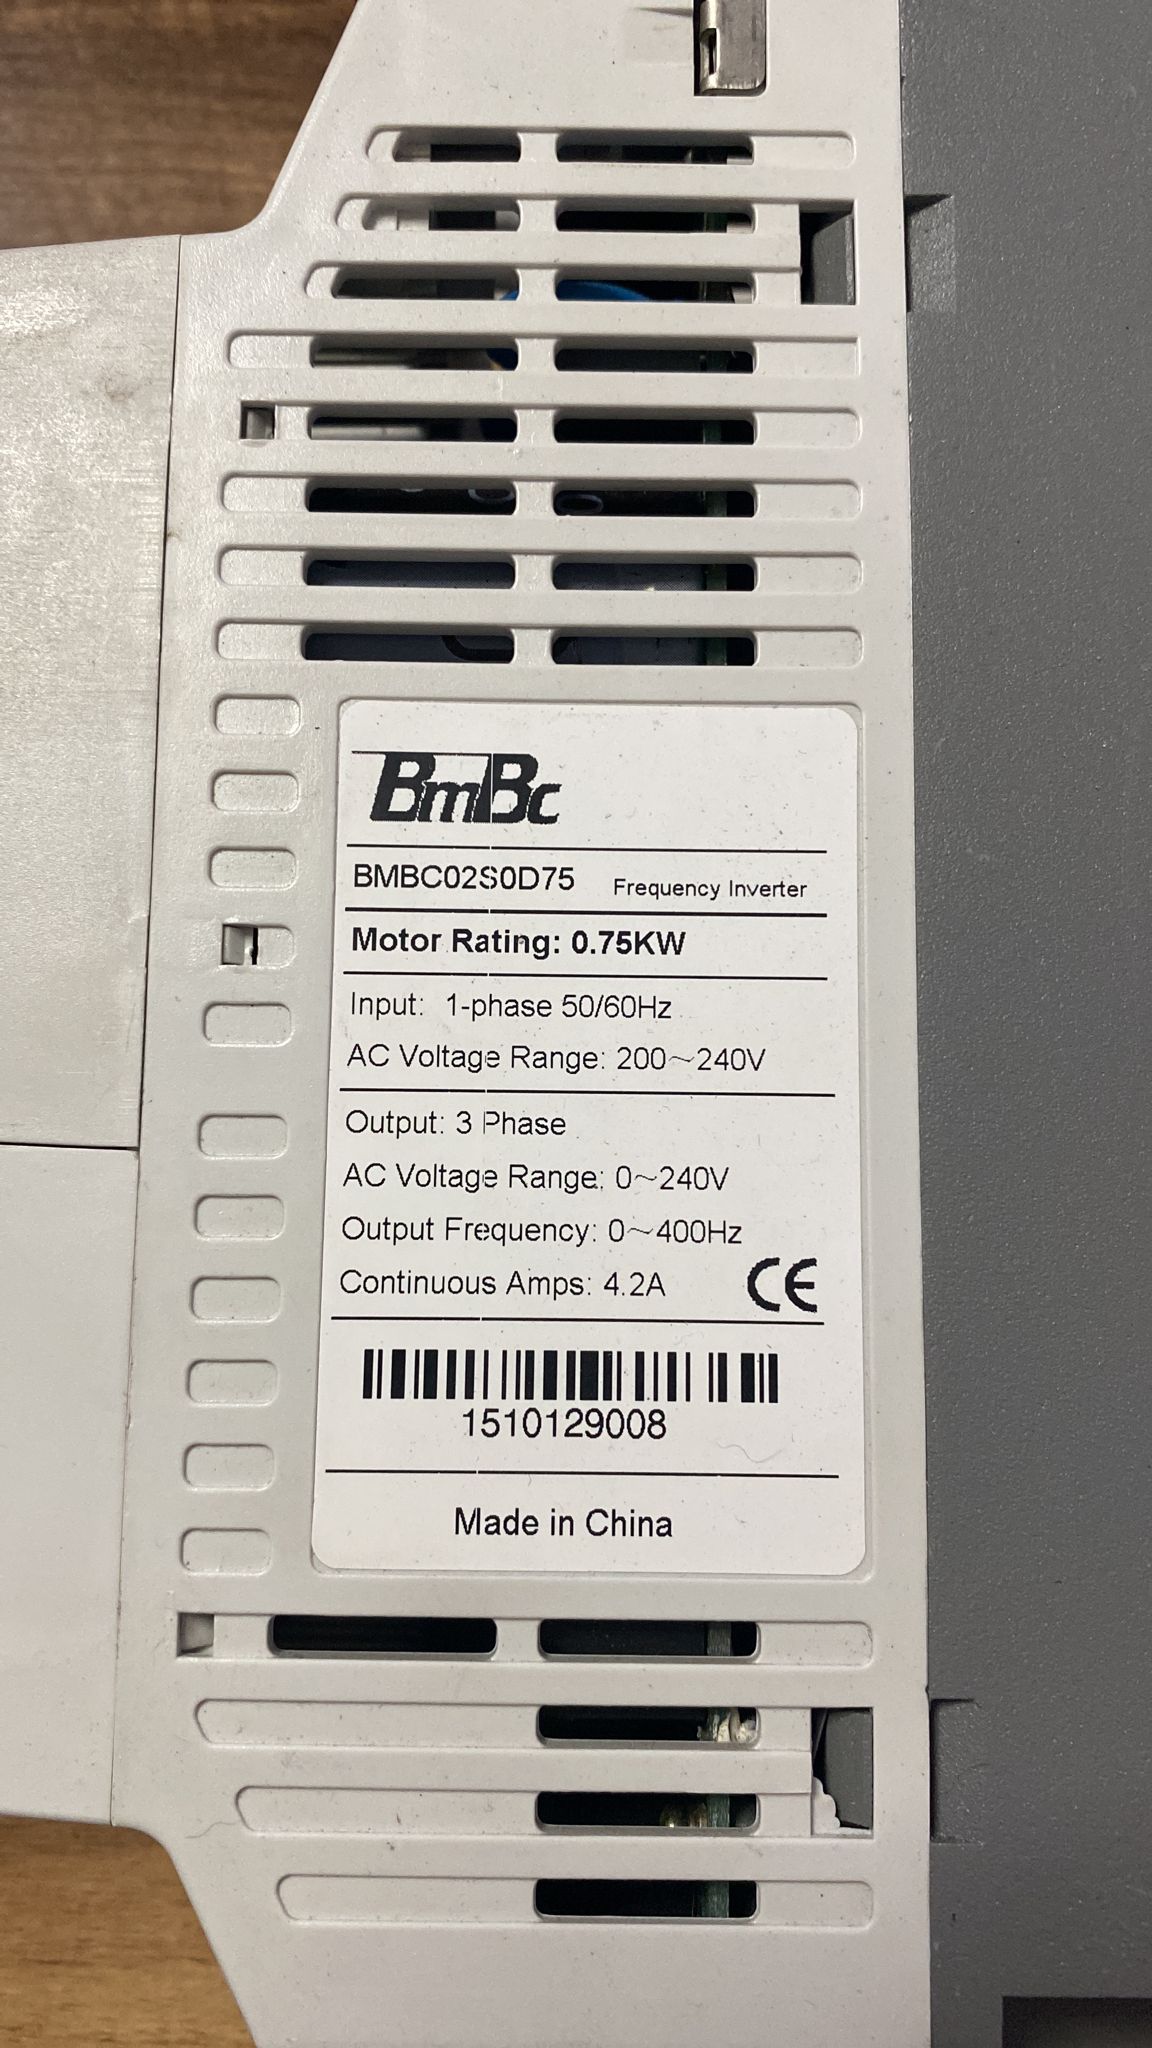 BmBc
BMBC02S0D75 Frequency Inverter
Motor Rating: 0.75KW
Input: 1-phase 50/60Hz
AC Voltage Range: 200～240V
Output: 3 Phase
AC Voltage Range: 0～240V
Output Frequency: 0～400Hz
Continuous Amps: 4.2A CE
1510129008
Made in China